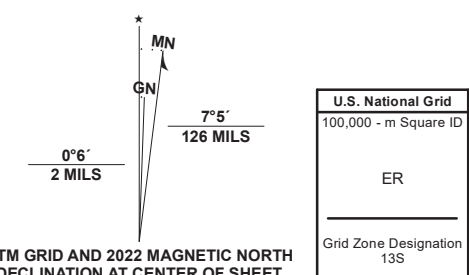 ★
MN
GN
7°5´
126 MILS
0°6´
2 MILS
TM GRID AND 2022 MAGNETIC NORTH
DECLINATION AT CENTER OF SHEET
U.S. National Grid
100,000 - m Square ID
ER
Grid Zone Designation
13S